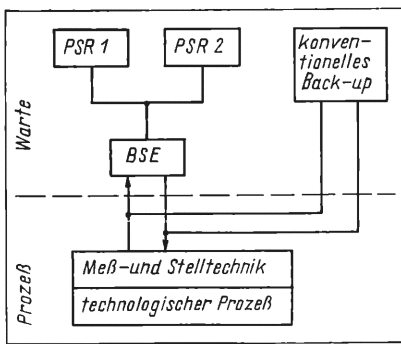 PSR 1
PSR 2
konven-
tionelles
Back-up
Warte
BSE
Meß-und Stelltechnik
technologischer Prozeß
Prozeß